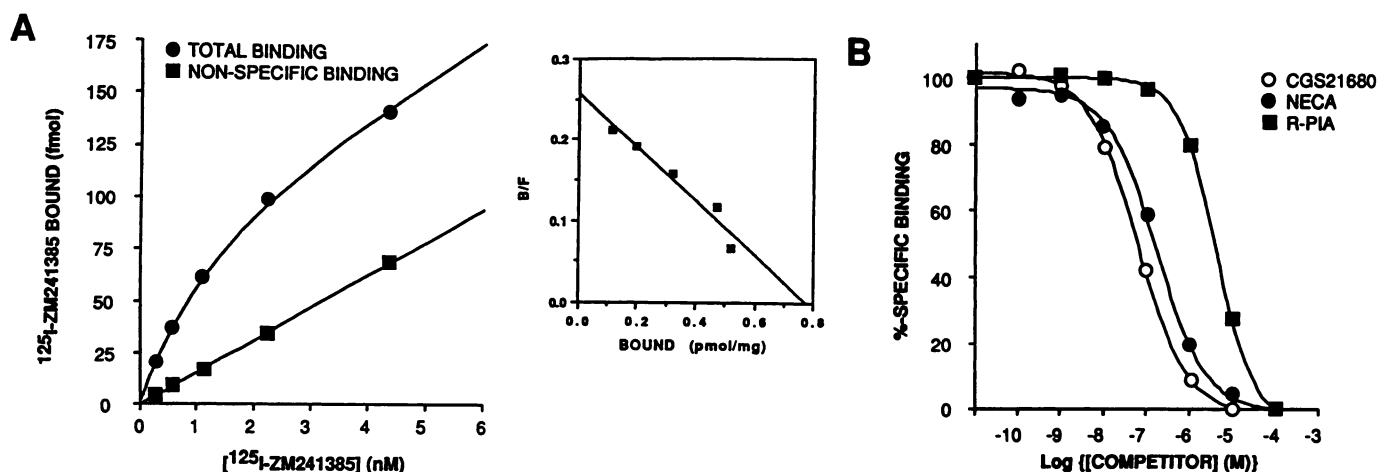 A
● TOTAL BINDING
■ NON-SPECIFIC BINDING
175
150
125
100
75
50
25
0
¹²⁵I-ZM241385 BOUND (fmol)
0 1 2 3 4 5 6
[¹²⁵I-ZM241385] (nM)
0.3
0.2
0.1
0.0
B/F
0.0 0.2 0.4 0.6 0.8
BOUND (pmol/mg)
B
○ CGS21680
● NECA
■ R-PIA
100
80
60
40
20
0
%-SPECIFIC BINDING
-10 -9 -8 -7 -6 -5 -4 -3
Log {[COMPETITOR] (M)}